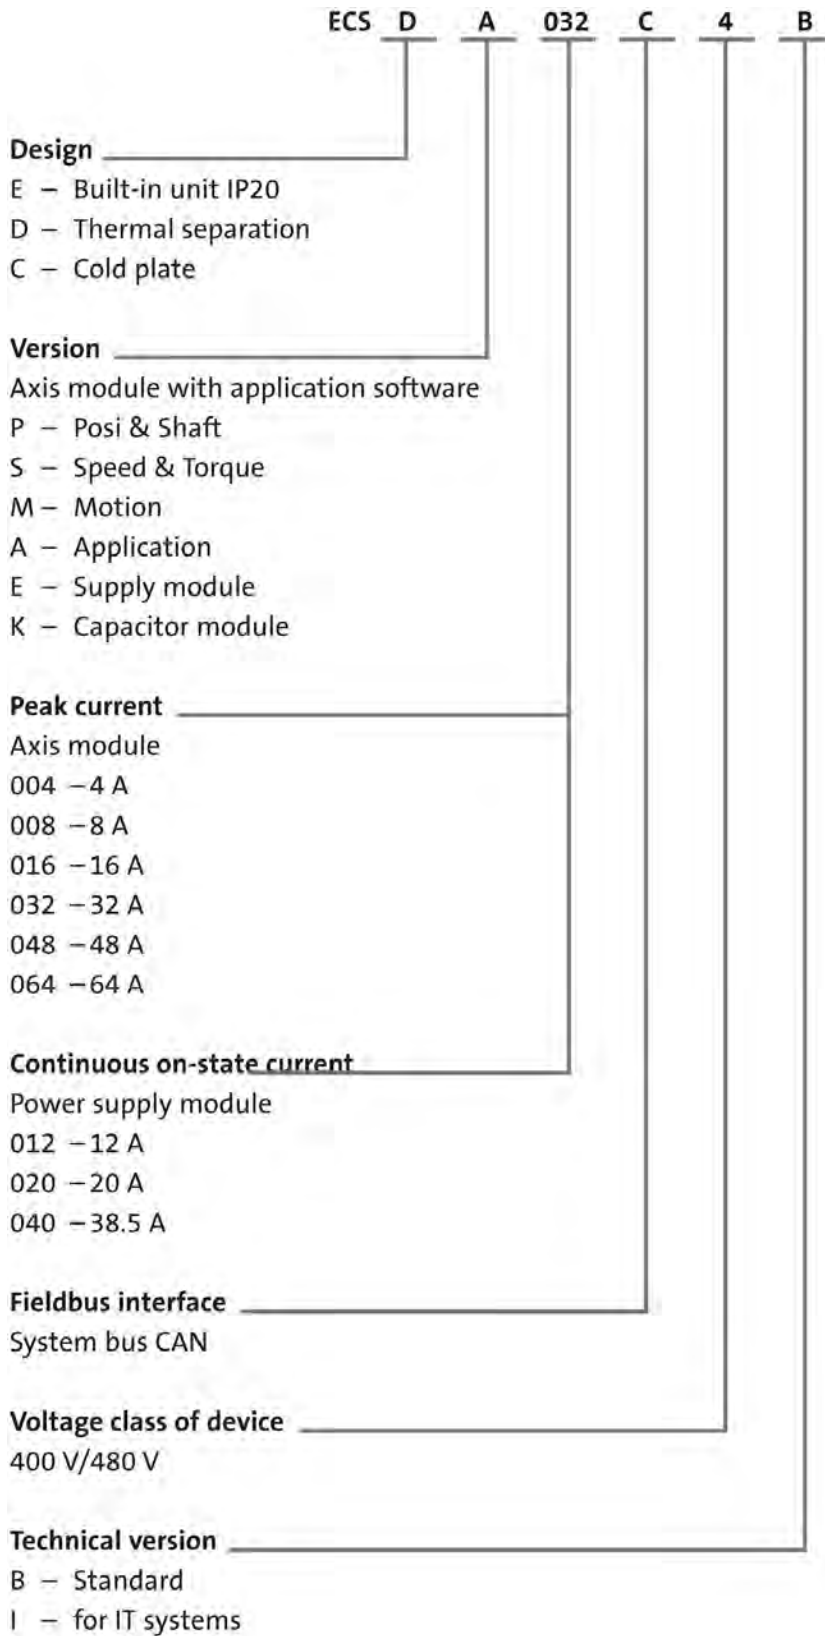 ECS D A 032 C 4 B
Design
E – Built-in unit IP20
D – Thermal separation
C – Cold plate
Version
Axis module with application software
P – Posi & Shaft
S – Speed & Torque
M – Motion
A – Application
E – Supply module
K – Capacitor module
Peak current
Axis module
004 – 4 A
008 – 8 A
016 – 16 A
032 – 32 A
048 – 48 A
064 – 64 A
Continuous on-state current
Power supply module
012 – 12 A
020 – 20 A
040 – 38.5 A
Fieldbus interface
System bus CAN
Voltage class of device
400 V/480 V
Technical version
B – Standard
I – for IT systems